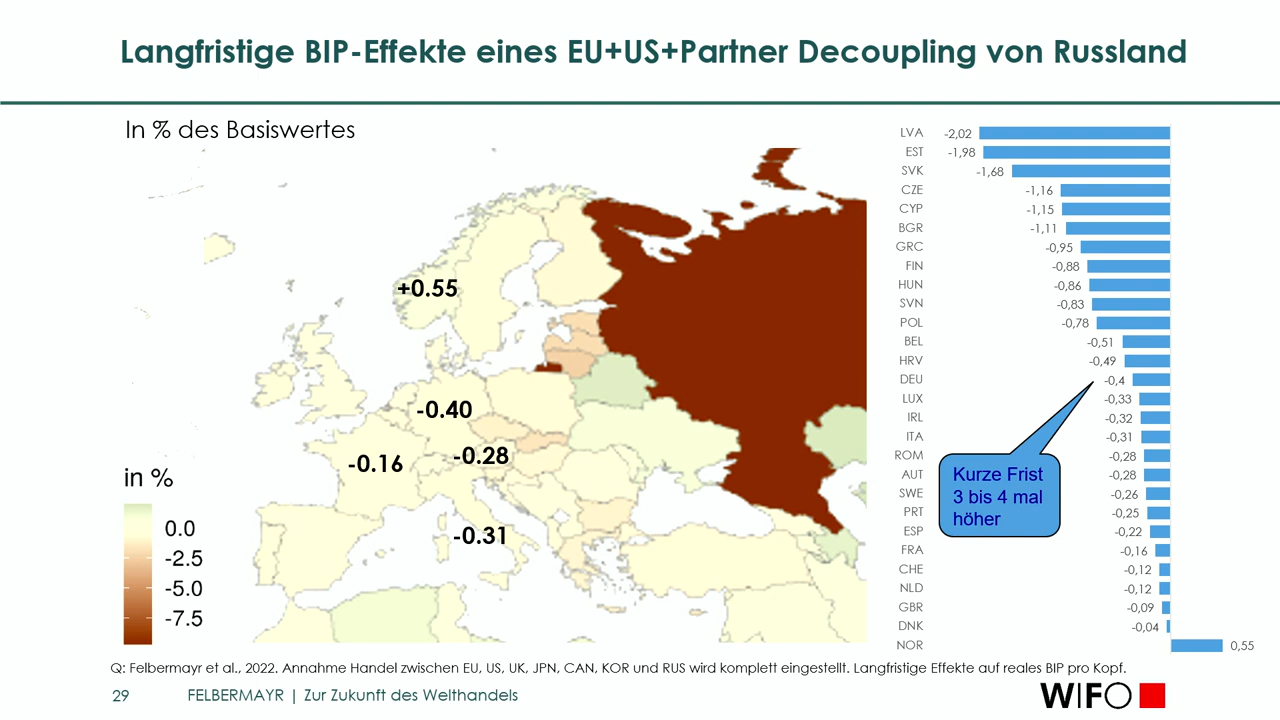 Langfristige BIP-Effekte eines EU+US+Partner Decoupling von Russland
In % des Basiswertes
+0.55
-0.40
-0.28
-0.16
-0.31
in %
0.0
-2.5
-5.0
-7.5
LVA -2,02
EST -1,98
SVK -1,68
CZE -1,16
CYP -1,15
BGR -1,11
GRC -0,95
FIN -0,88
HUN -0,86
SVN -0,83
POL -0,78
BEL -0,51
HRV -0,49
DEU -0,4
LUX -0,33
IRL -0,32
ITA -0,31
ROM -0,28
AUT -0,28
SWE -0,26
PRT -0,25
ESP -0,22
FRA -0,16
CHE -0,12
NLD -0,12
GBR -0,09
DNK -0,04
NOR 0,55
Kurze Frist
3 bis 4 mal
höher
Q: Felbermayr et al., 2022. Annahme Handel zwischen EU, US, UK, JPN, CAN, KOR und RUS wird komplett eingestellt. Langfristige Effekte auf reales BIP pro Kopf.
29 FELBERMAYR | Zur Zukunft des Welthandels
WIFO